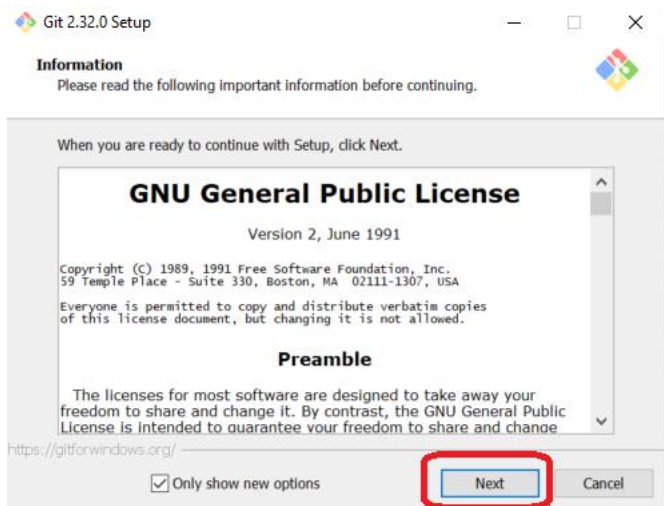 Git 2.32.0 Setup
Information
Please read the following important information before continuing.
When you are ready to continue with Setup, click Next.
GNU General Public License
Version 2, June 1991
Copyright (C) 1989, 1991 Free Software Foundation, Inc.
59 Temple Place - Suite 330, Boston, MA  02111-1307, USA
Everyone is permitted to copy and distribute verbatim copies
of this license document, but changing it is not allowed.
Preamble
The licenses for most software are designed to take away your
freedom to share and change it. By contrast, the GNU General Public
License is intended to guarantee your freedom to share and change
https://gitforwindows.org/
Only show new options
Next
Cancel